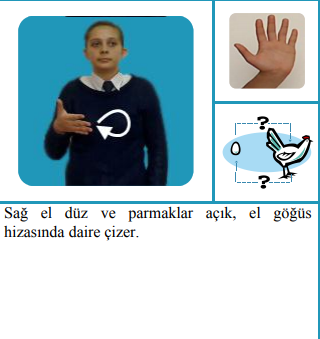 ?
?
Sağ el düz ve parmaklar açık, el göğüs
hizasında daire çizer.